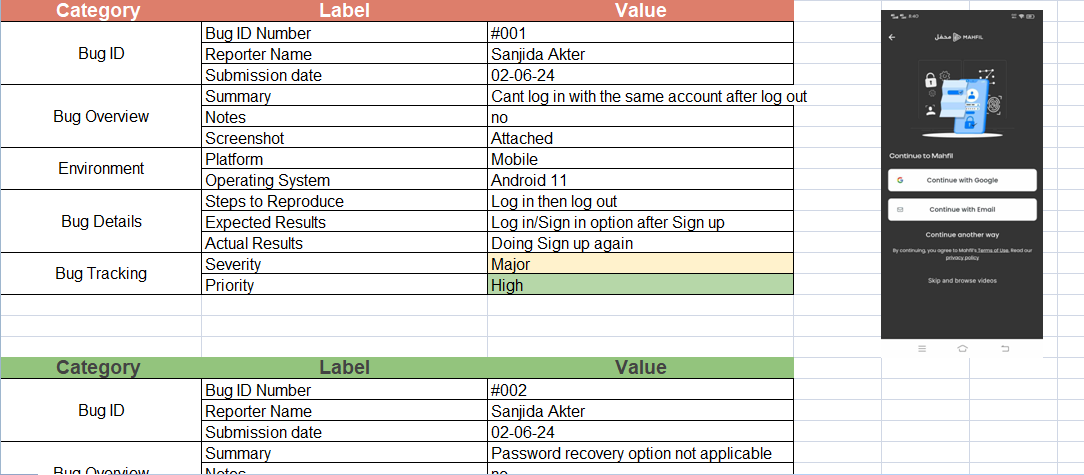 Category Label Value
Bug ID
Bug ID Number #001
Reporter Name Sanjida Akter
Submission date 02-06-24
Bug Overview
Summary Cant log in with the same account after log out
Notes no
Screenshot Attached
Environment
Platform Mobile
Operating System Android 11
Bug Details
Steps to Reproduce Log in then log out
Expected Results Log in/Sign in option after Sign up
Actual Results Doing Sign up again
Bug Tracking
Severity Major
Priority High
Category Label Value
Bug ID
Bug ID Number #002
Reporter Name Sanjida Akter
Submission date 02-06-24
Bug Overview
Summary Password recovery option not applicable
Notes no
8:40
محفل MAHFIL
Continue to Mahfil
Continue with Google
Continue with Email
Continue another way
By continuing, you agree to Mahfil's Terms of Use. Read our
privacy policy
Skip and browse videos